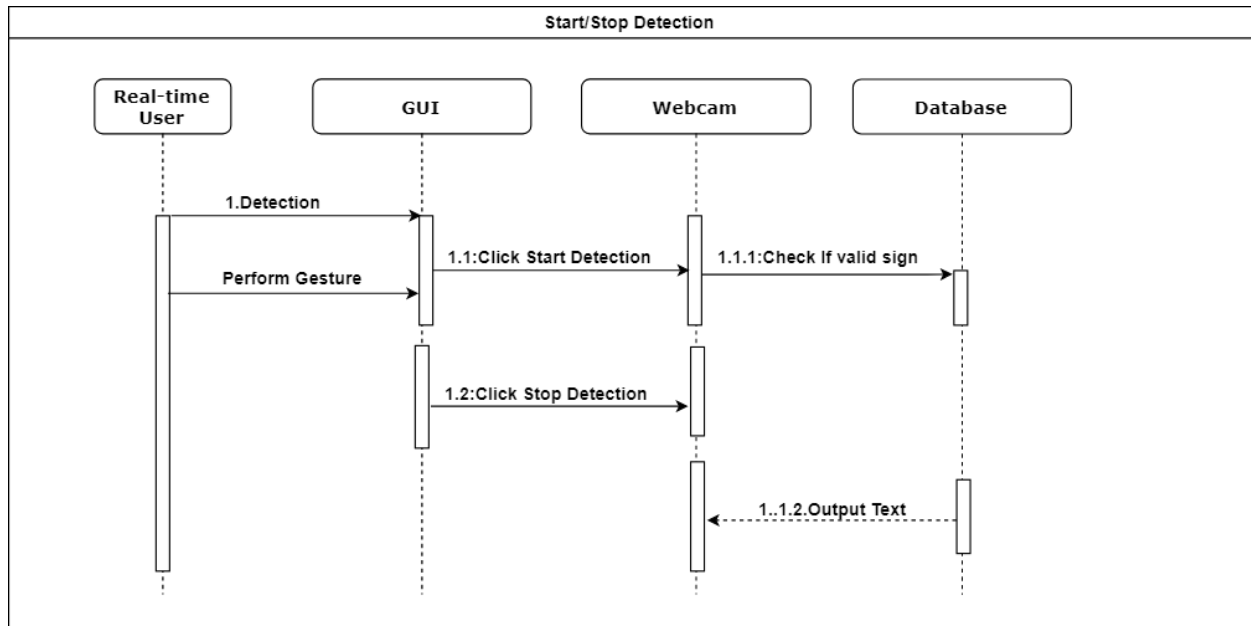 Start/Stop Detection
Real-time
User
GUI
Webcam
Database
1.Detection
1.1:Click Start Detection
1.1.1:Check If valid sign
Perform Gesture
1.2:Click Stop Detection
1..1.2.Output Text